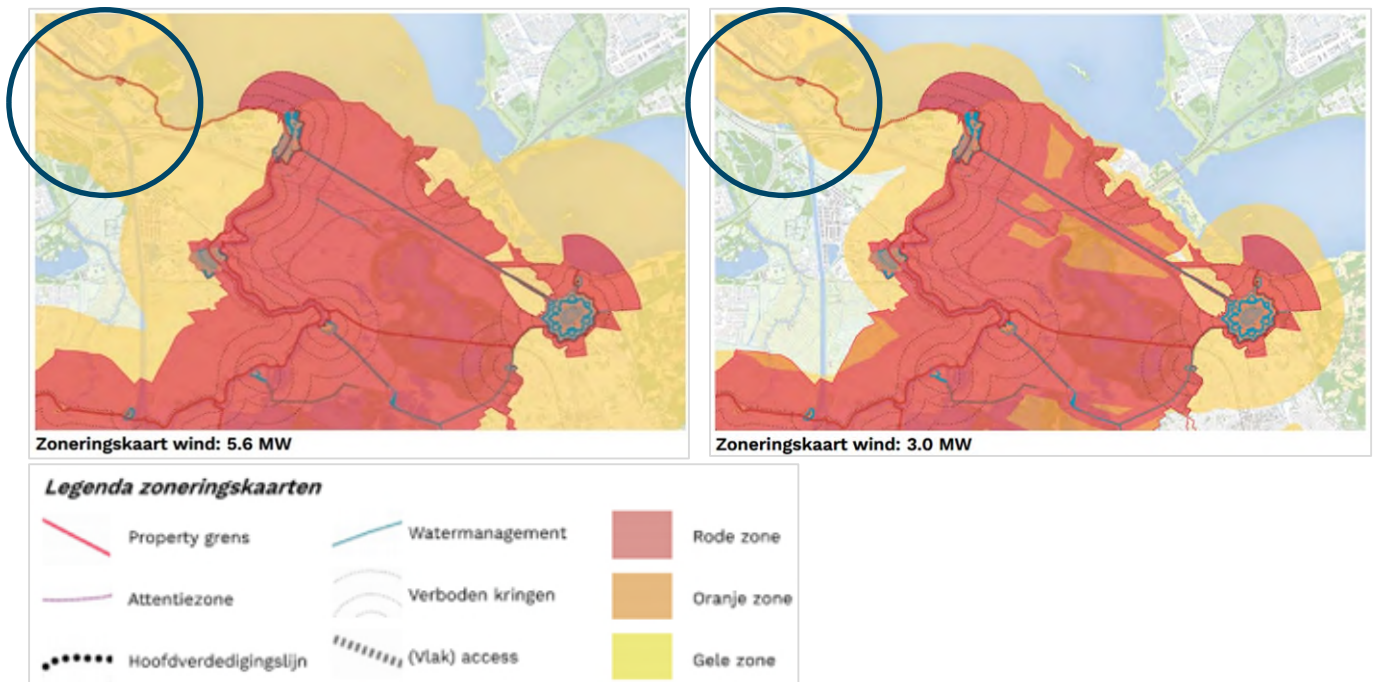 Zoneringskaart wind: 5.6 MW
Zoneringskaart wind: 3.0 MW
Legenda zoneringskaarten
Property grens
Watermanagement
Rode zone
Attentiezone
Verboden kringen
Oranje zone
Hoofdverdedigingslijn
(Vlak) access
Gele zone